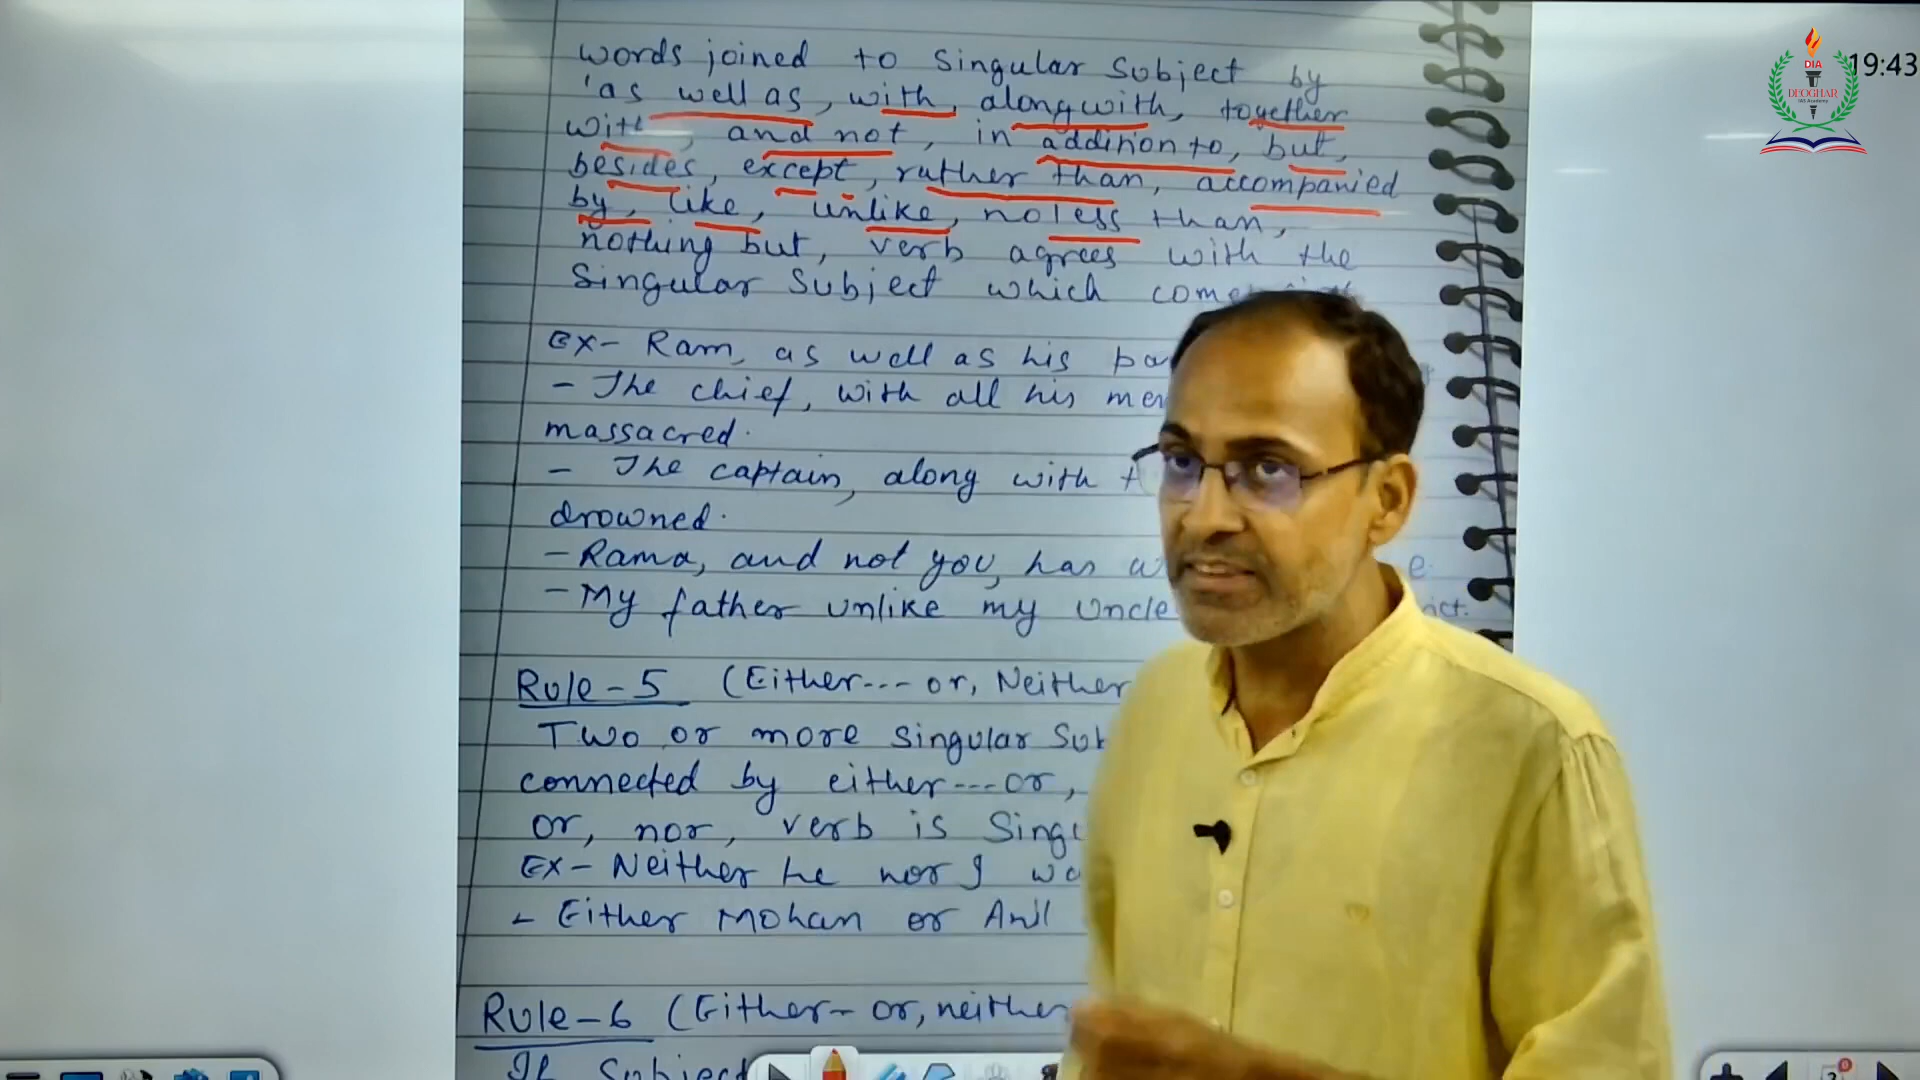 words joined to Singular Subject by
'as well as, with, alongwith, together
with, and not, in addition to, but,
besides, except, rather than, accompanied
by, like, unlike, no less than,
nothing but, verb agrees with the
Singular Subject which
Ex- Ram, as well as his
- The chief, with all his
massacred.
- The captain, along with
drowned.
- Rama, and not you, has
- My father unlike my Uncle
Rule-5 (Either--- or, Neither
Two or more Singular
connected by either---or,
or, nor, verb is
Ex- Neither he nor I
- Either Mohan or Anil
Rule-6 (Either- or, neither
If Subject
DIA
DEOGHAR
IAS Academy
19:43